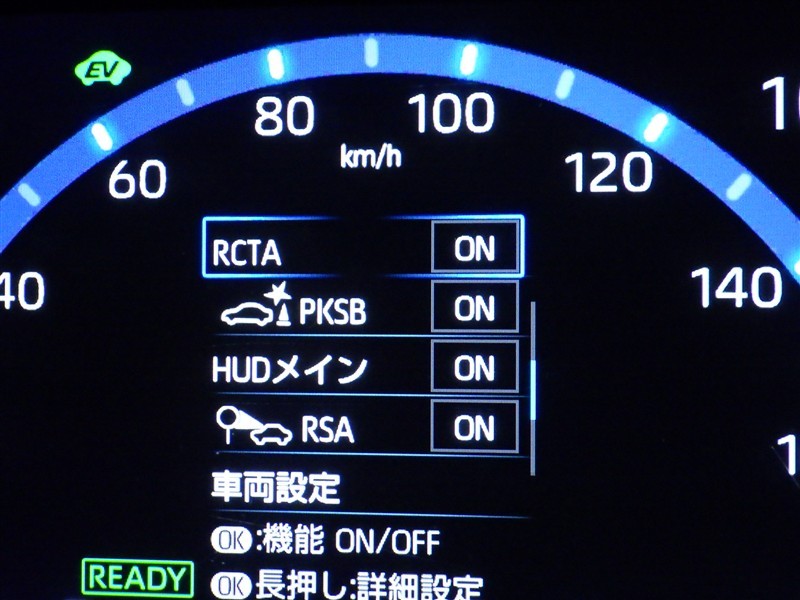 EV
80
100
km/h
60
120
40
140
RCTA ON
PKSB ON
HUDメイン ON
RSA ON
車両設定
OK:機能 ON/OFF
READY
OK長押し:詳細設定